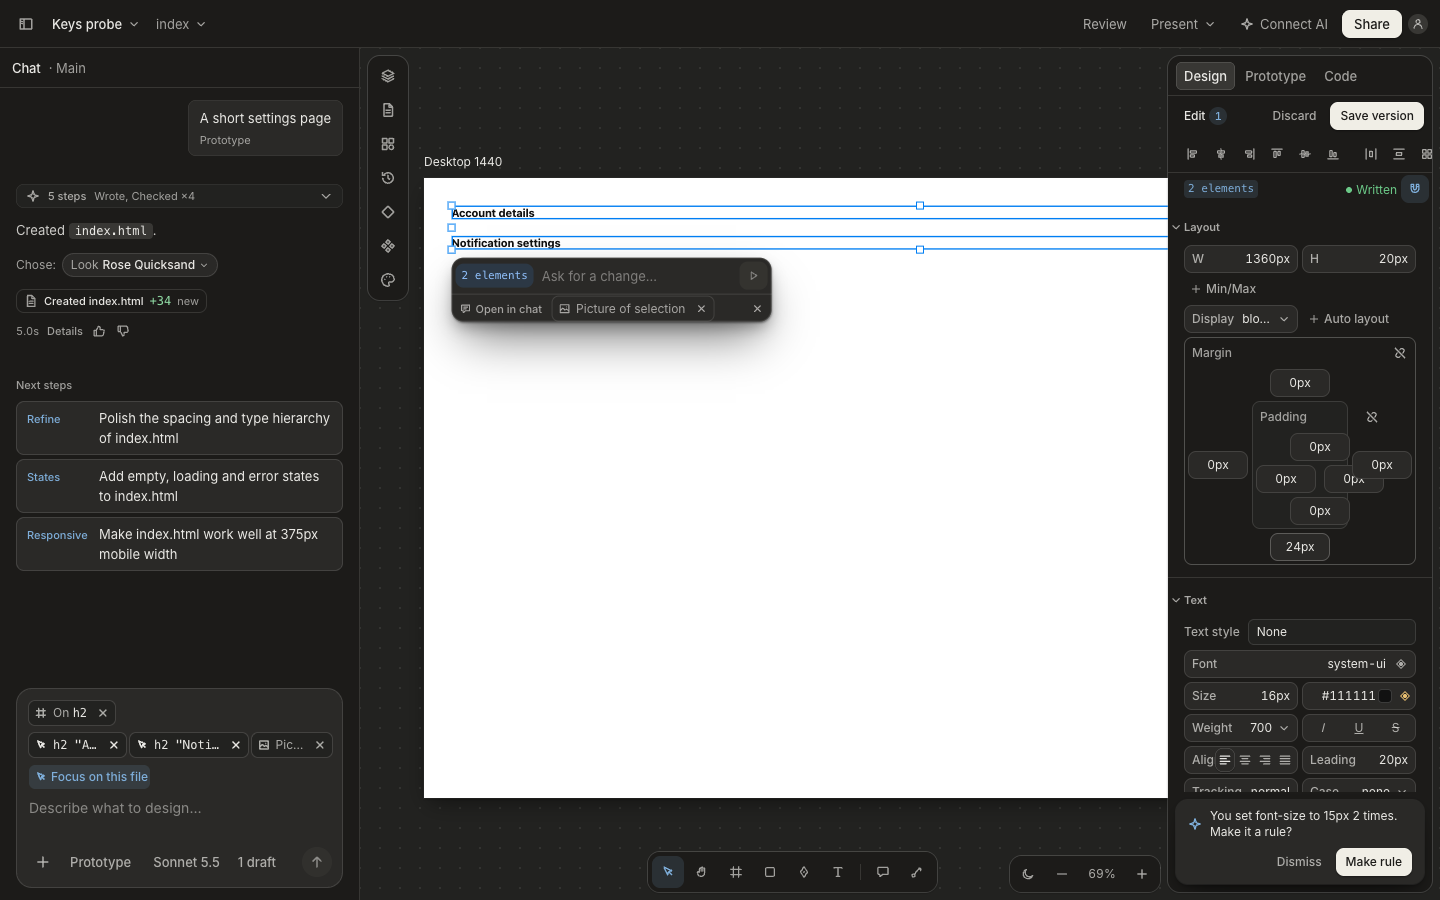 Keys probe
index
Review
Present
Connect AI
Share
Chat · Main
A short settings page
Prototype
5 steps Wrote, Checked ×4
Created index.html.
Chose: Look Rose Quicksand
Created index.html +34 new
5.0s Details
Next steps
Refine
Polish the spacing and type hierarchy
of index.html
States
Add empty, loading and error states
to index.html
Responsive
Make index.html work well at 375px
mobile width
On h2
h2 "A…
h2 "Noti…
Pic…
Focus on this file
Describe what to design...
Prototype
Sonnet 5.5
1 draft
Desktop 1440
Account details
Notification settings
2 elements
Ask for a change...
Open in chat
Picture of selection
69%
Design
Prototype
Code
Edit 1
Discard
Save version
2 elements
Written
Layout
W 1360px
H 20px
Min/Max
Display blo...
Auto layout
Margin
0px
Padding
0px
0px
0px
0px
0px
0px
24px
Text
Text style None
Font system-ui
Size 16px
#111111
Weight 700
I U S
Alig
Leading 20px
Tracking normal
Case none
You set font-size to 15px 2 times.
Make it a rule?
Dismiss
Make rule